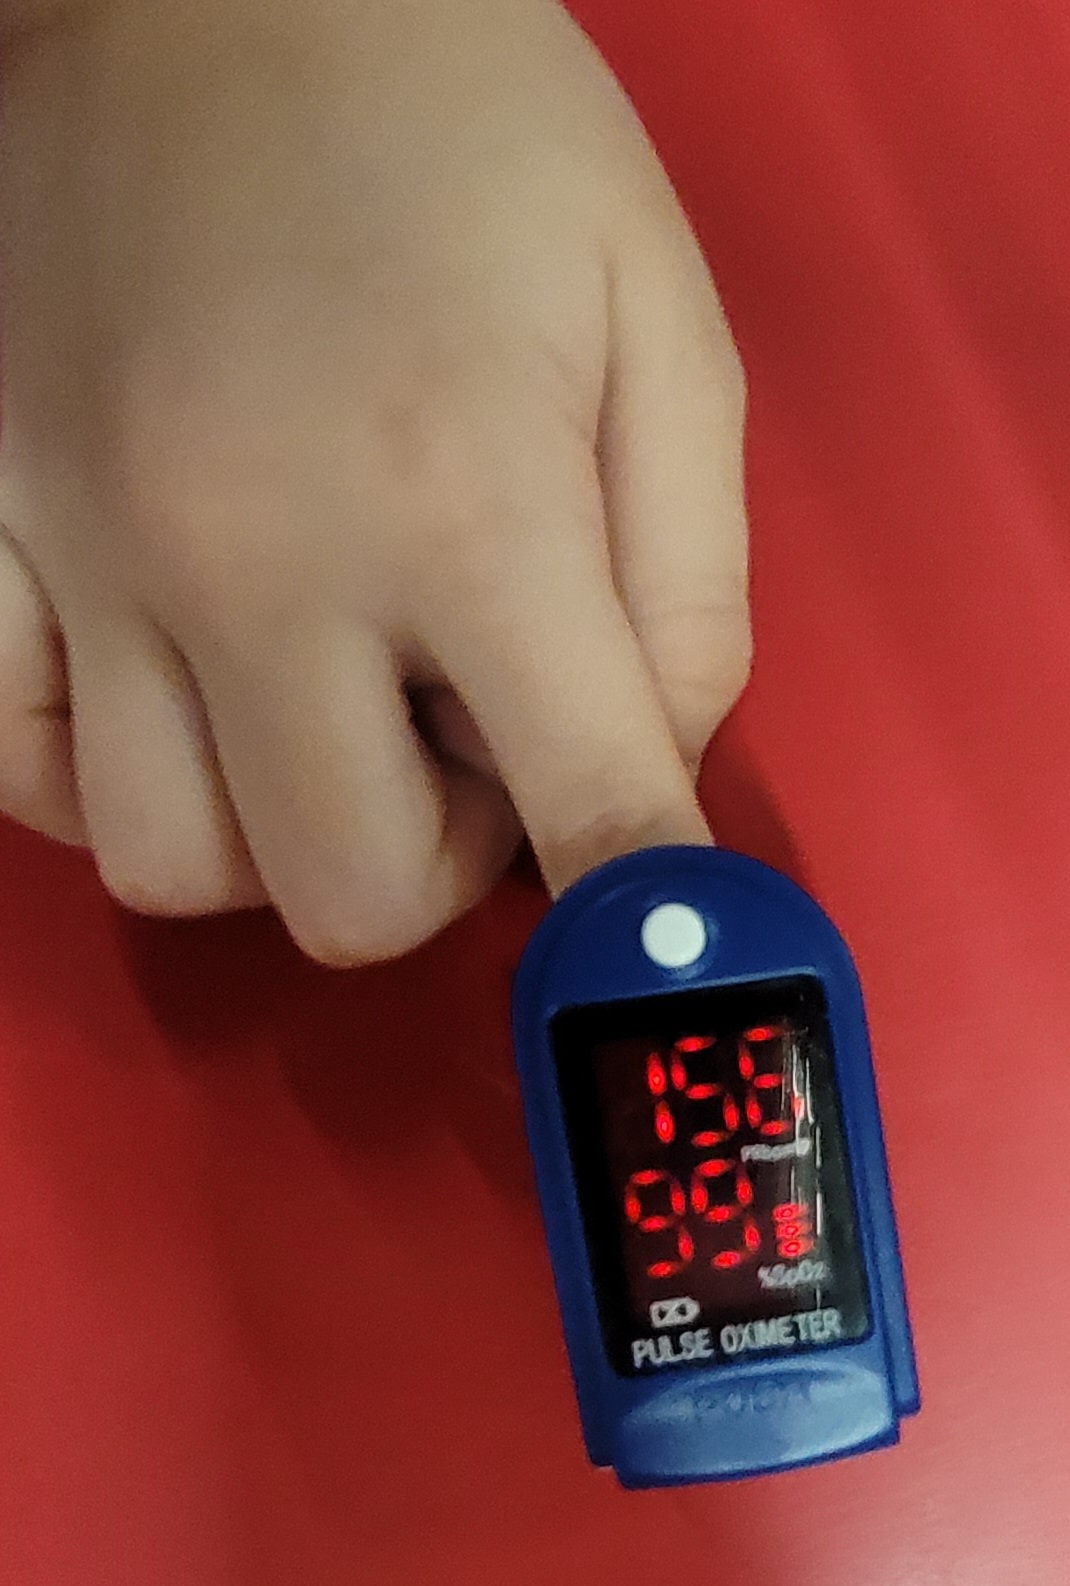 156
PRbpm
99
%SpO2
PULSE OXIMETER